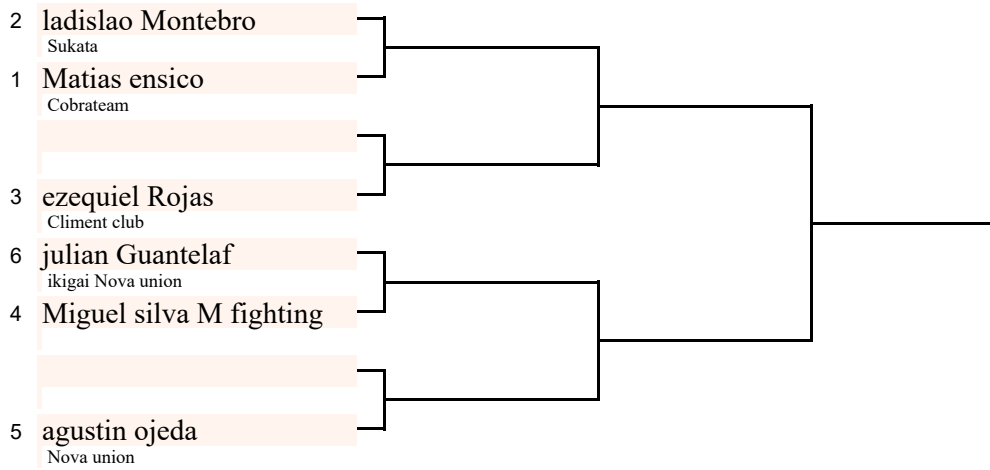 2 ladislao Montebro
Sukata
1 Matias ensico
Cobrateam
3 ezequiel Rojas
Climent club
6 julian Guantelaf
ikigai Nova union
4 Miguel silva M fighting
5 agustin ojeda
Nova union